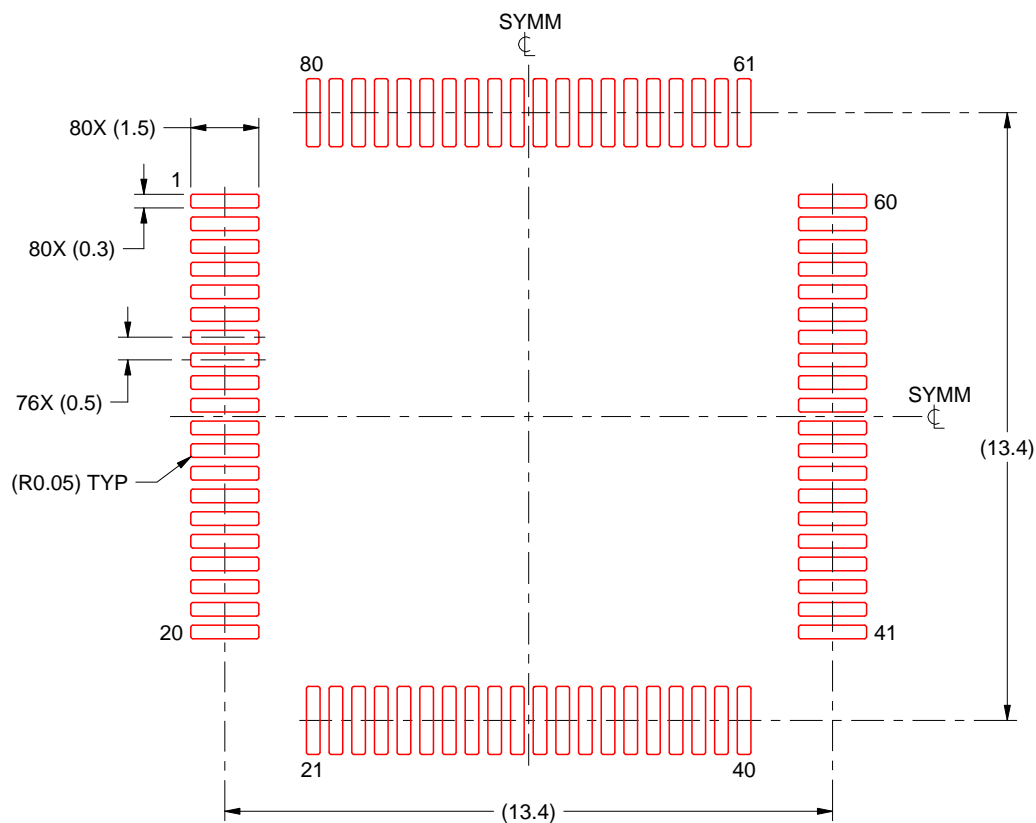 SYMM
℄
80
61
80X (1.5)
1
60
80X (0.3)
76X (0.5)
SYMM
℄
(13.4)
(R0.05) TYP
20
41
21
40
(13.4)